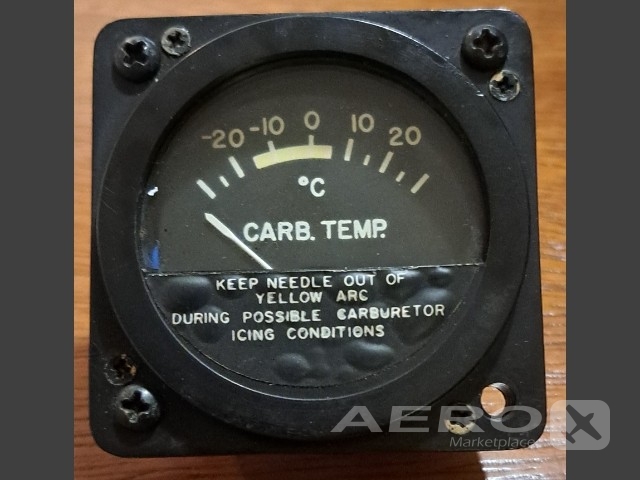 -20 -10 0 10 20
°C
CARB. TEMP.
KEEP NEEDLE OUT OF
YELLOW ARC
DURING POSSIBLE CARBURETOR
ICING CONDITIONS
AEROX
Marketplace